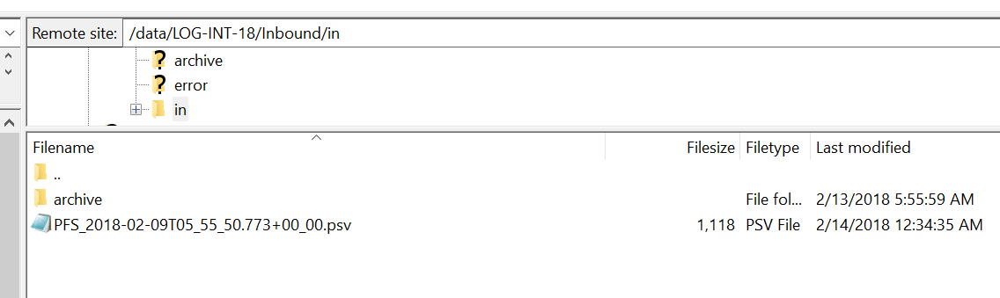 Remote site: /data/LOG-INT-18/Inbound/in
archive
error
in
Filename Filesize Filetype Last modified
..
archive File fol... 2/13/2018 5:55:59 AM
PFS_2018-02-09T05_55_50.773+00_00.psv 1,118 PSV File 2/14/2018 12:34:35 AM